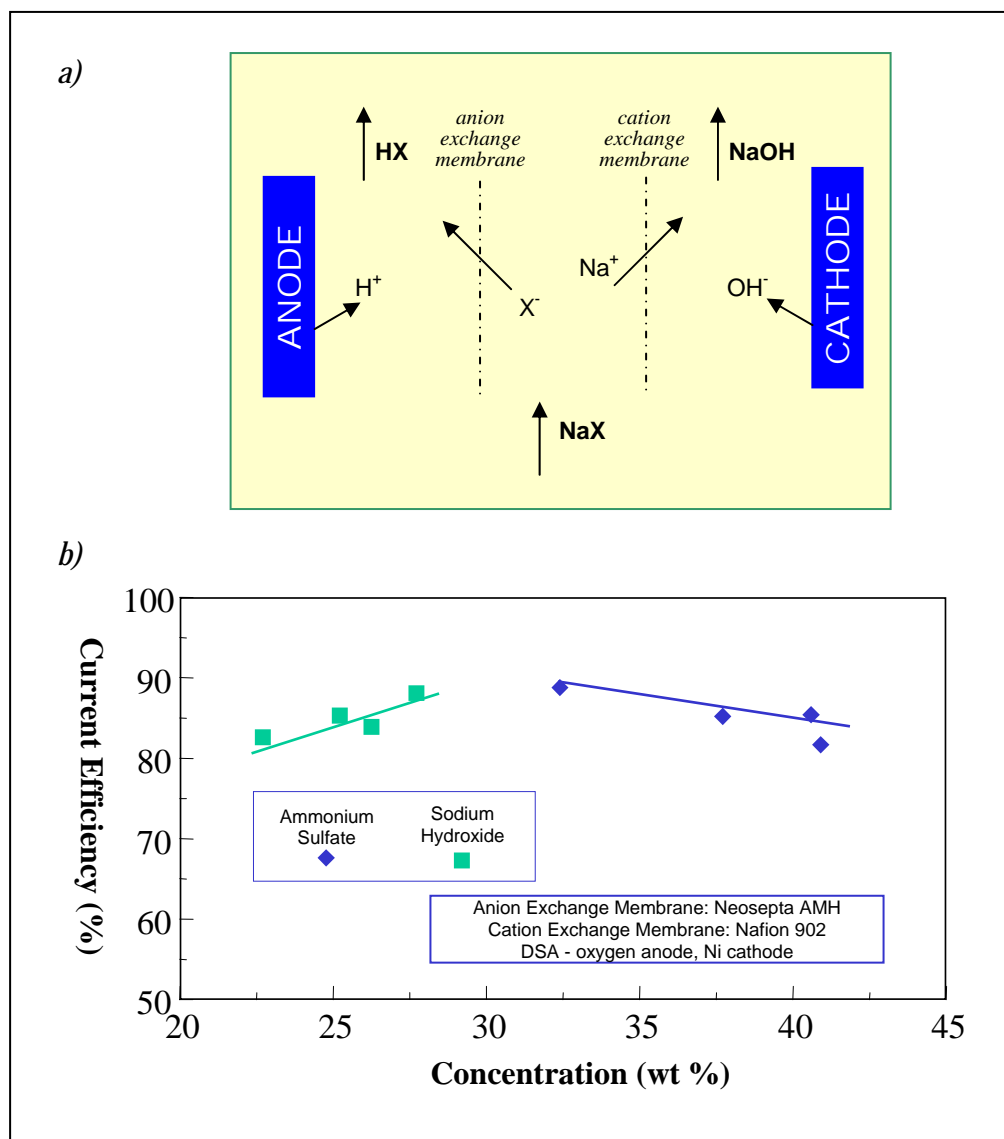 a)
anion
exchange
membrane
cation
exchange
membrane
HX
NaOH
ANODE
CATHODE
H+
X-
Na+
OH-
NaX
b)
Current Efficiency (%)
100
90
80
70
60
50
Ammonium
Sulfate
Sodium
Hydroxide
Anion Exchange Membrane: Neosepta AMH
Cation Exchange Membrane: Nafion 902
DSA - oxygen anode, Ni cathode
20 25 30 35 40 45
Concentration (wt %)